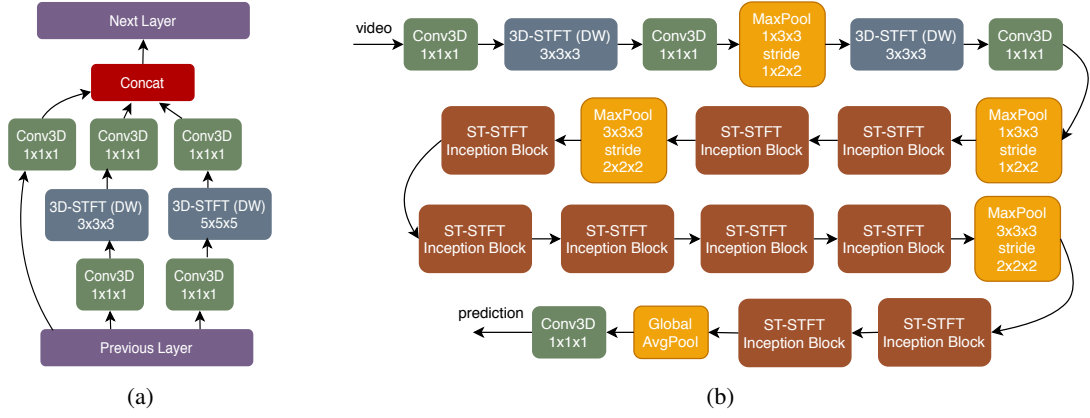 Next Layer
Concat
Conv3D
1x1x1
Conv3D
1x1x1
Conv3D
1x1x1
3D-STFT (DW)
3x3x3
3D-STFT (DW)
5x5x5
Conv3D
1x1x1
Conv3D
1x1x1
Previous Layer
(a)
video
Conv3D
1x1x1
3D-STFT (DW)
3x3x3
Conv3D
1x1x1
MaxPool
1x3x3
stride
1x2x2
3D-STFT (DW)
3x3x3
Conv3D
1x1x1
MaxPool
1x3x3
stride
1x2x2
ST-STFT
Inception Block
ST-STFT
Inception Block
MaxPool
3x3x3
stride
2x2x2
ST-STFT
Inception Block
ST-STFT
Inception Block
ST-STFT
Inception Block
ST-STFT
Inception Block
ST-STFT
Inception Block
MaxPool
3x3x3
stride
2x2x2
ST-STFT
Inception Block
ST-STFT
Inception Block
Global
AvgPool
Conv3D
1x1x1
prediction
(b)